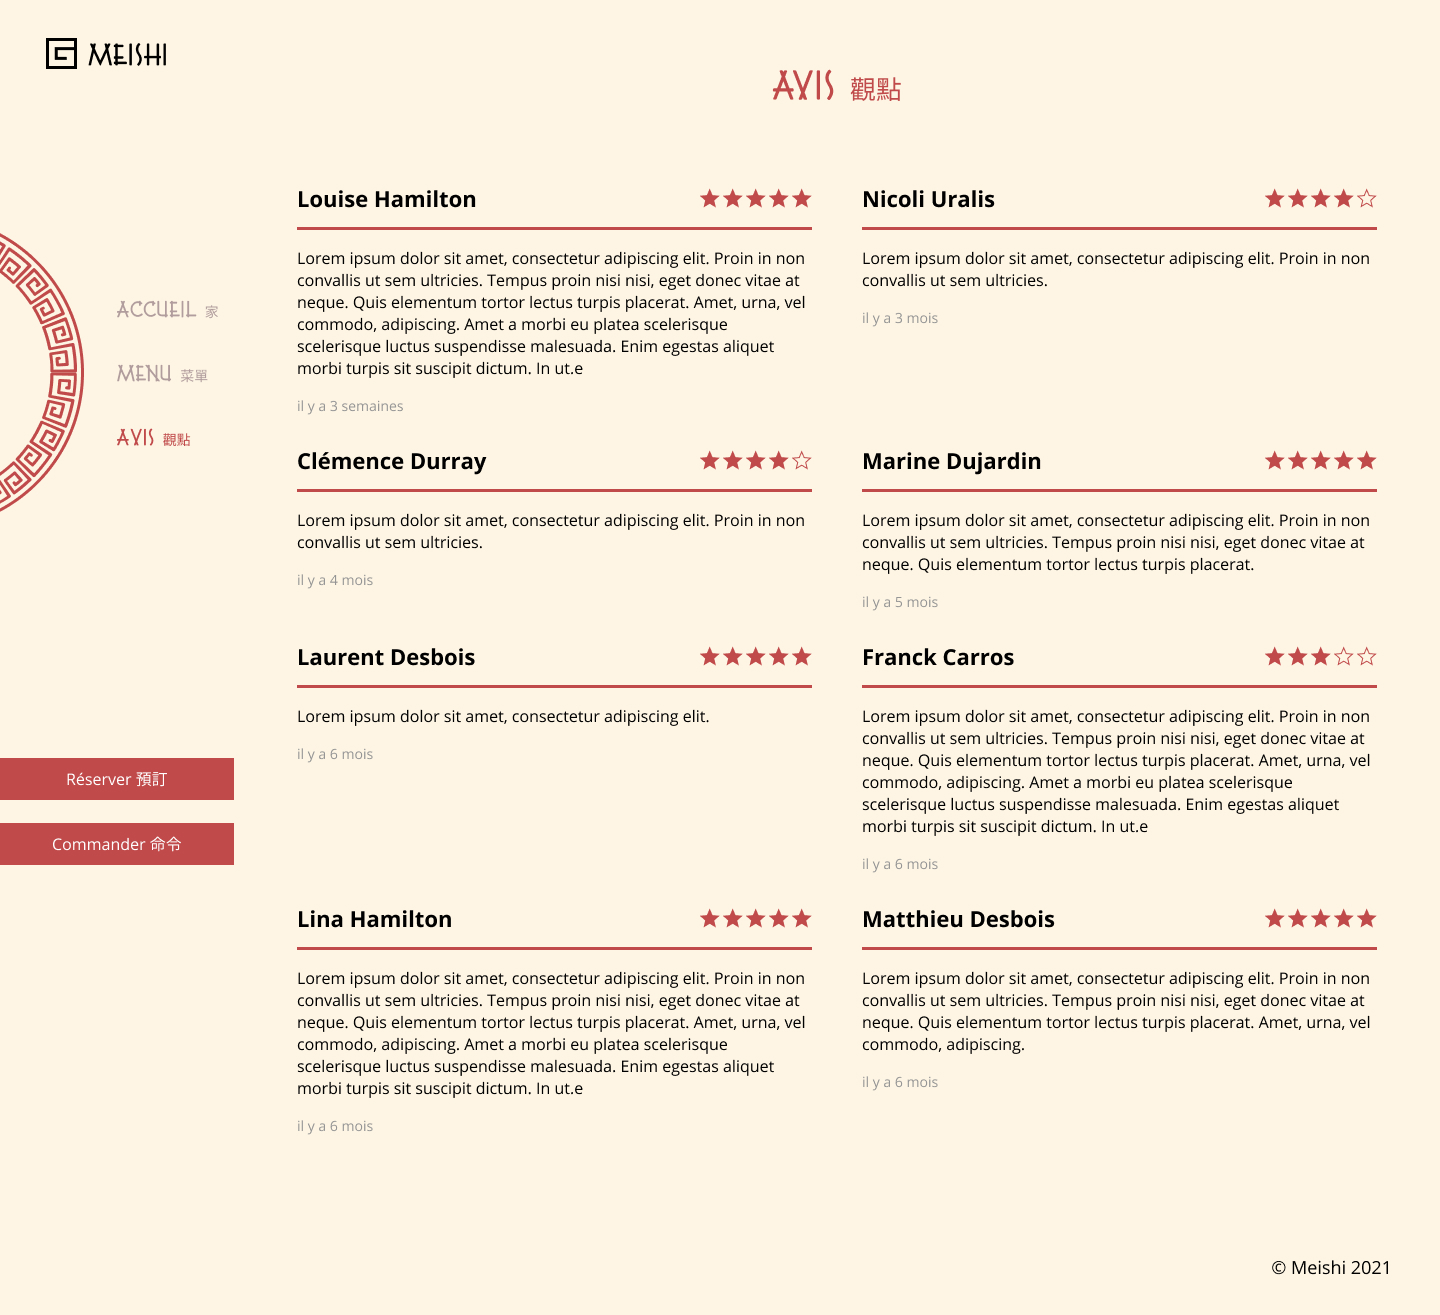 MEISHI
AVIS 觀點
ACCUEIL 家
MENU 菜單
AVIS 觀點
Réserver 預訂
Commander 命令
Louise Hamilton
Lorem ipsum dolor sit amet, consectetur adipiscing elit. Proin in non
convallis ut sem ultricies. Tempus proin nisi nisi, eget donec vitae at
neque. Quis elementum tortor lectus turpis placerat. Amet, urna, vel
commodo, adipiscing. Amet a morbi eu platea scelerisque
scelerisque luctus suspendisse malesuada. Enim egestas aliquet
morbi turpis sit suscipit dictum. In ut.e
il y a 3 semaines
Nicoli Uralis
Lorem ipsum dolor sit amet, consectetur adipiscing elit. Proin in non
convallis ut sem ultricies.
il y a 3 mois
Clémence Durray
Lorem ipsum dolor sit amet, consectetur adipiscing elit. Proin in non
convallis ut sem ultricies.
il y a 4 mois
Marine Dujardin
Lorem ipsum dolor sit amet, consectetur adipiscing elit. Proin in non
convallis ut sem ultricies. Tempus proin nisi nisi, eget donec vitae at
neque. Quis elementum tortor lectus turpis placerat.
il y a 5 mois
Laurent Desbois
Lorem ipsum dolor sit amet, consectetur adipiscing elit.
il y a 6 mois
Franck Carros
Lorem ipsum dolor sit amet, consectetur adipiscing elit. Proin in non
convallis ut sem ultricies. Tempus proin nisi nisi, eget donec vitae at
neque. Quis elementum tortor lectus turpis placerat. Amet, urna, vel
commodo, adipiscing. Amet a morbi eu platea scelerisque
scelerisque luctus suspendisse malesuada. Enim egestas aliquet
morbi turpis sit suscipit dictum. In ut.e
il y a 6 mois
Lina Hamilton
Lorem ipsum dolor sit amet, consectetur adipiscing elit. Proin in non
convallis ut sem ultricies. Tempus proin nisi nisi, eget donec vitae at
neque. Quis elementum tortor lectus turpis placerat. Amet, urna, vel
commodo, adipiscing. Amet a morbi eu platea scelerisque
scelerisque luctus suspendisse malesuada. Enim egestas aliquet
morbi turpis sit suscipit dictum. In ut.e
il y a 6 mois
Matthieu Desbois
Lorem ipsum dolor sit amet, consectetur adipiscing elit. Proin in non
convallis ut sem ultricies. Tempus proin nisi nisi, eget donec vitae at
neque. Quis elementum tortor lectus turpis placerat. Amet, urna, vel
commodo, adipiscing.
il y a 6 mois
© Meishi 2021